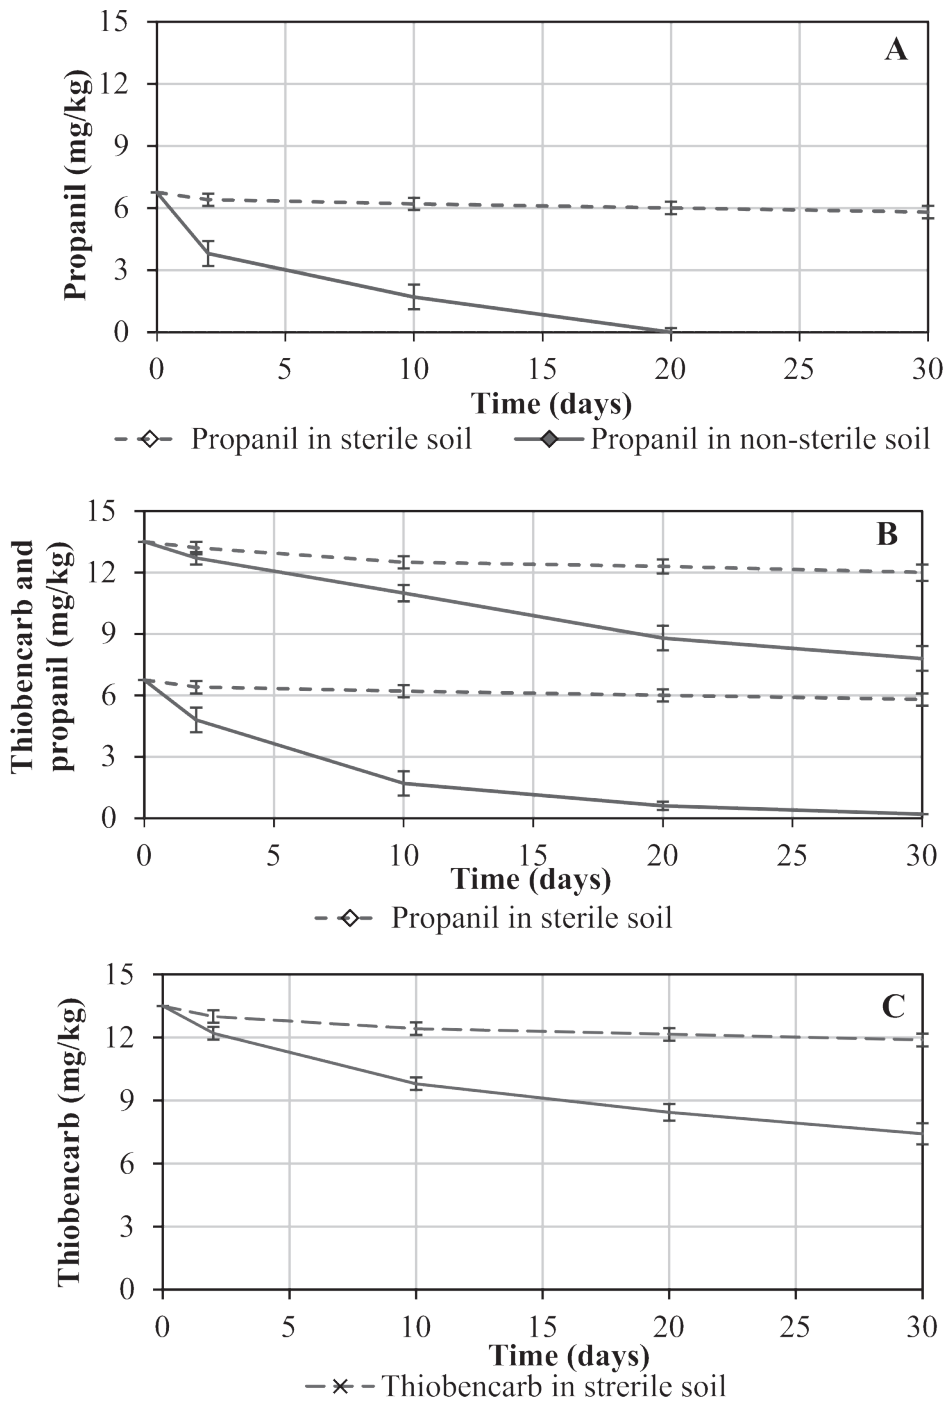 15
A
12
9
6
3
0
Propanil (mg/kg)
0 5 10 15 20 25 30
Time (days)
Propanil in sterile soil Propanil in non-sterile soil
15
B
12
9
6
3
0
Thiobencarb and
propanil (mg/kg)
0 5 10 15 20 25 30
Time (days)
Propanil in sterile soil
15
C
12
9
6
3
0
Thiobencarb (mg/kg)
0 5 10 15 20 25 30
Time (days)
Thiobencarb in strerile soil